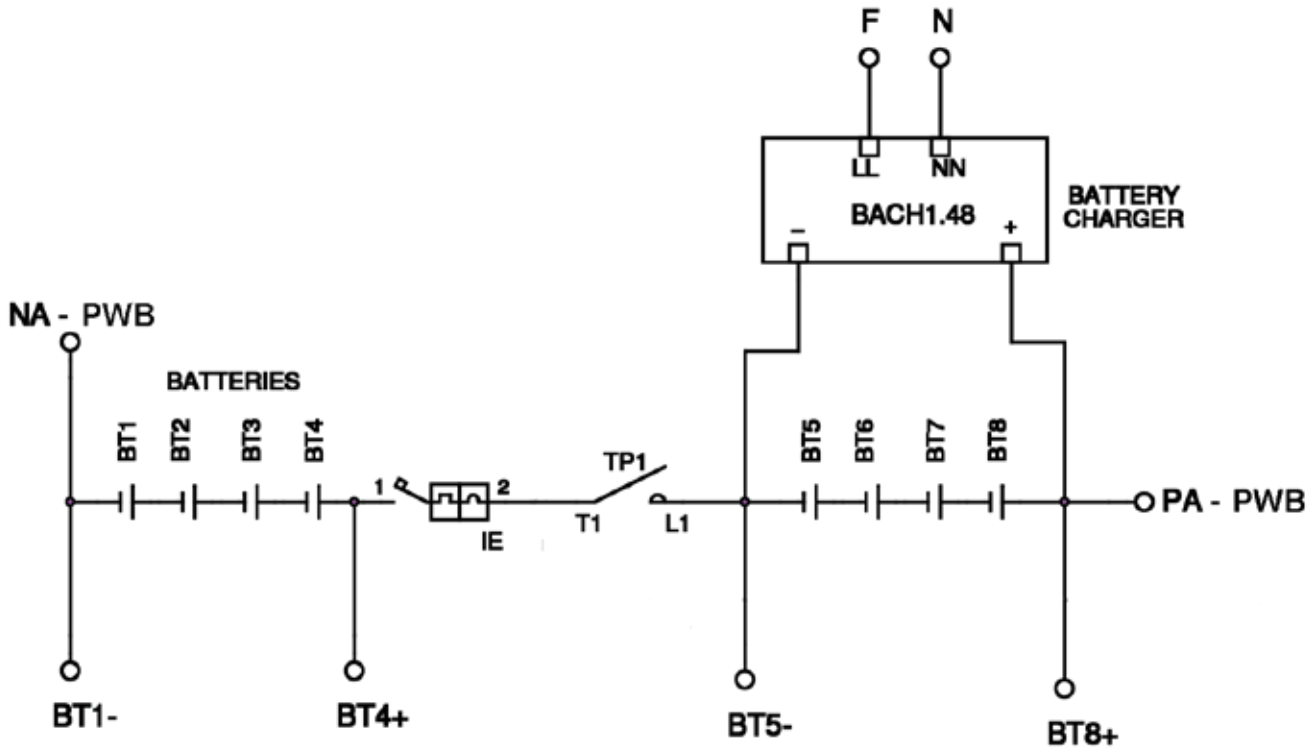 F N
LL NN
BACH1.48
- +
BATTERY
CHARGER
NA - PWB
BATTERIES
BT1 BT2 BT3 BT4
1 2
IE
TP1
T1 L1
BT5 BT6 BT7 BT8
PA - PWB
BT1-
BT4+
BT5-
BT8+